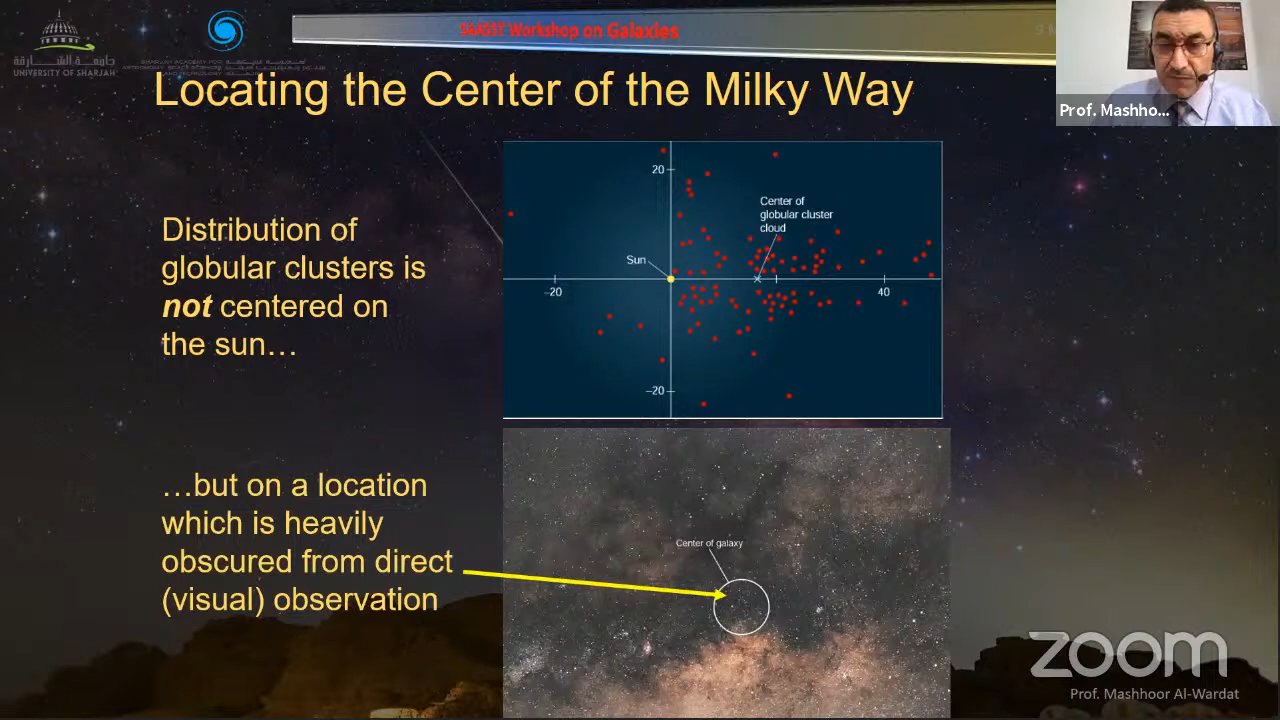 جامعة الشارقة
UNIVERSITY OF SHARJAH
SAASST Workshop on Galaxies
Locating the Center of the Milky Way
Prof. Mashho...
Distribution of
globular clusters is
not centered on
the sun…
20
Center of
globular cluster
cloud
Sun
−20
40
−20
…but on a location
which is heavily
obscured from direct
(visual) observation
Center of galaxy
zoom
Prof. Mashhoor Al-Wardat